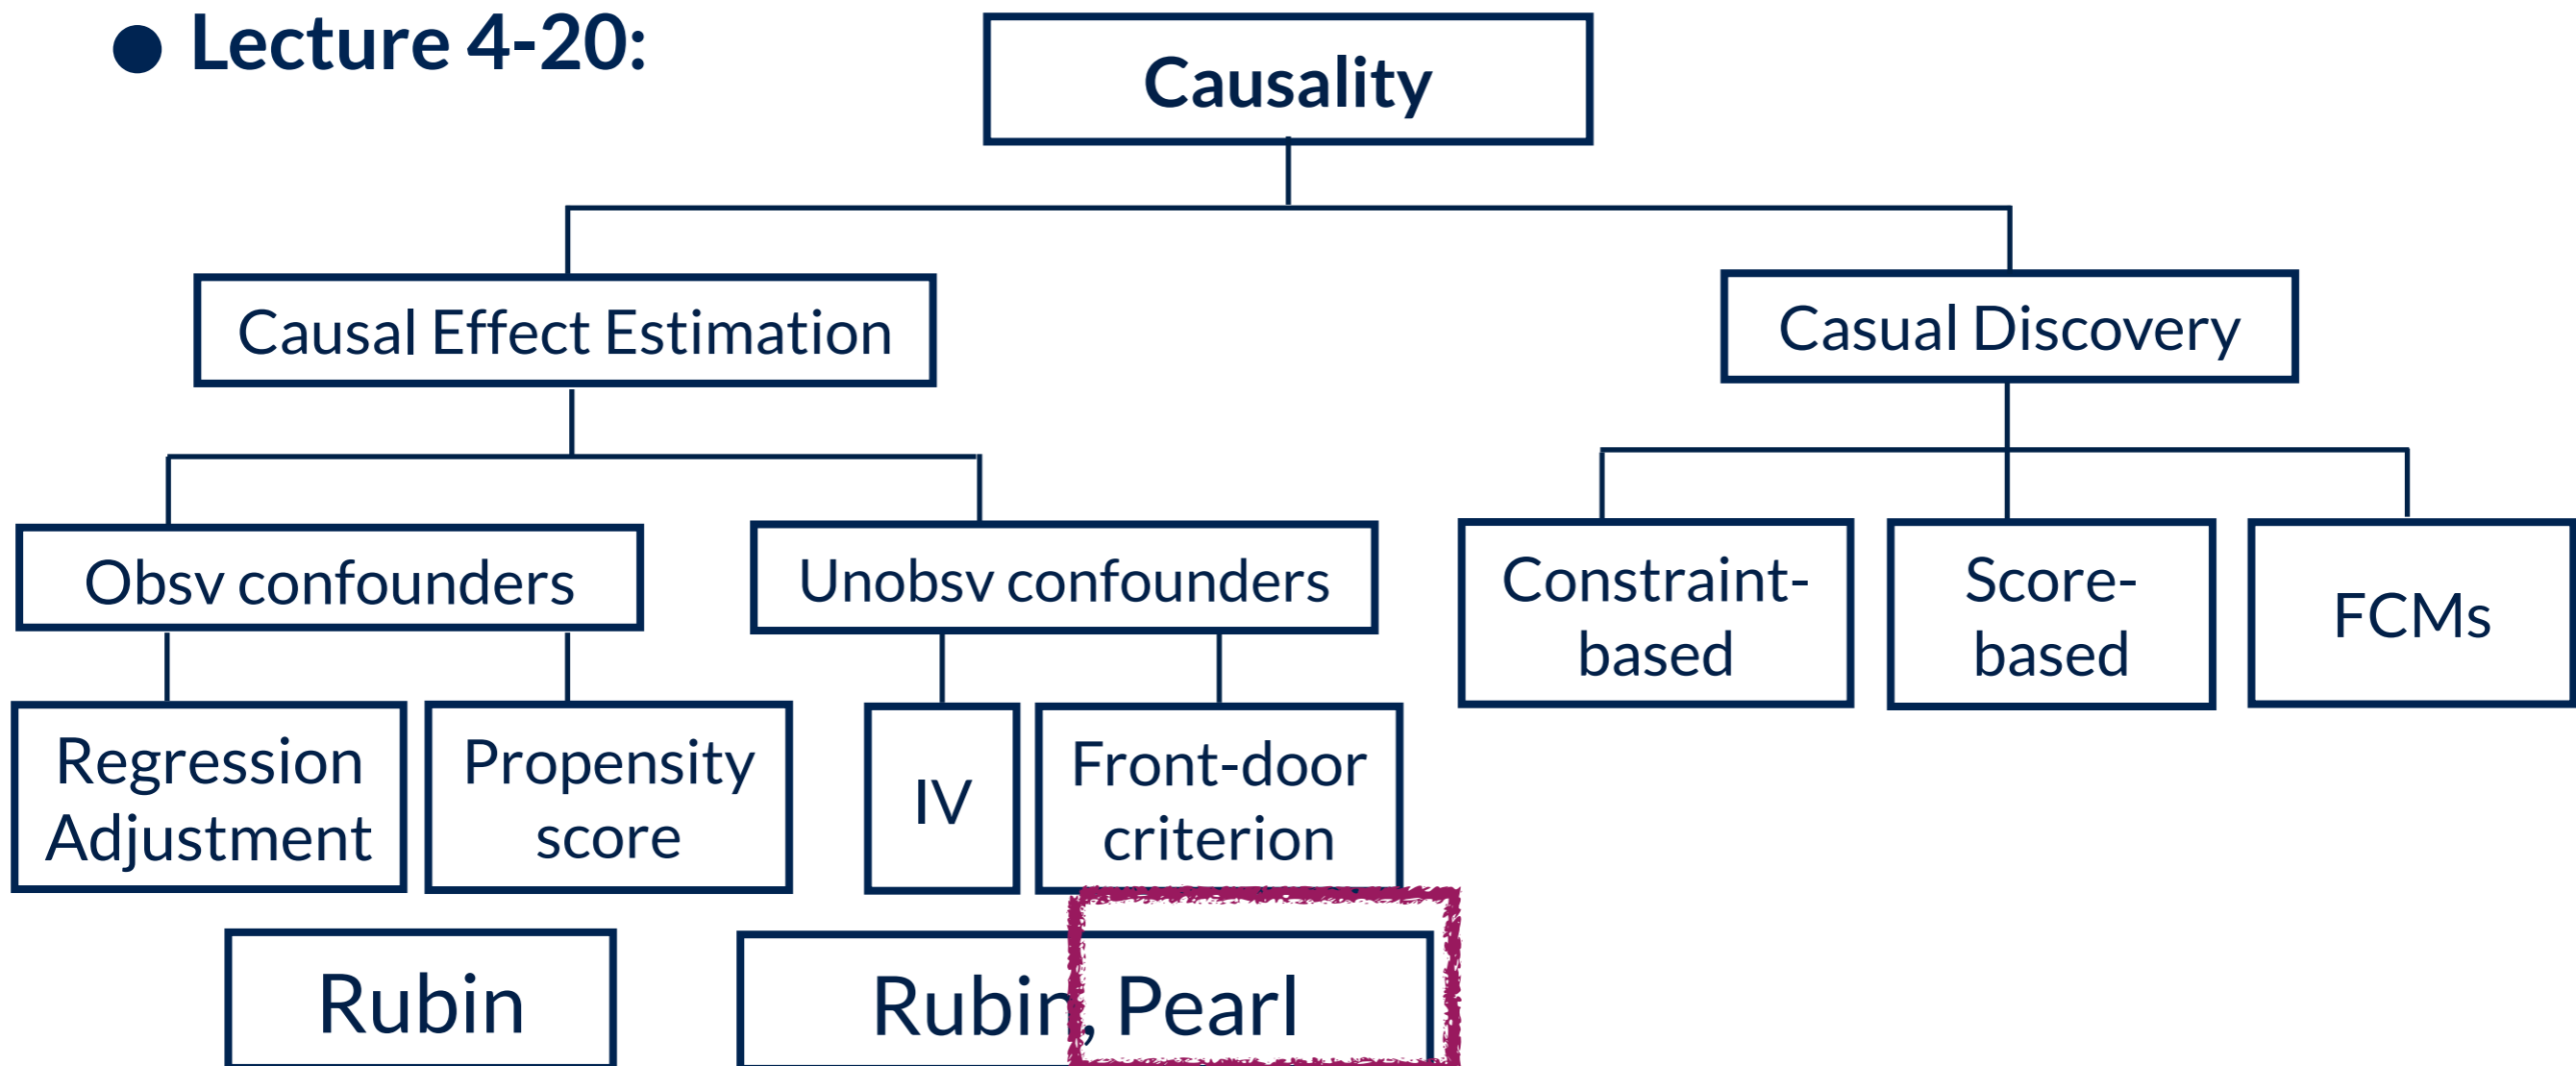 ● Lecture 4-20:
Causality
Causal Effect Estimation
Casual Discovery
Obsv confounders
Unobsv confounders
Constraint-
based
Score-
based
FCMs
Regression
Adjustment
Propensity
score
IV
Front-door
criterion
Rubin
Rubin, Pearl